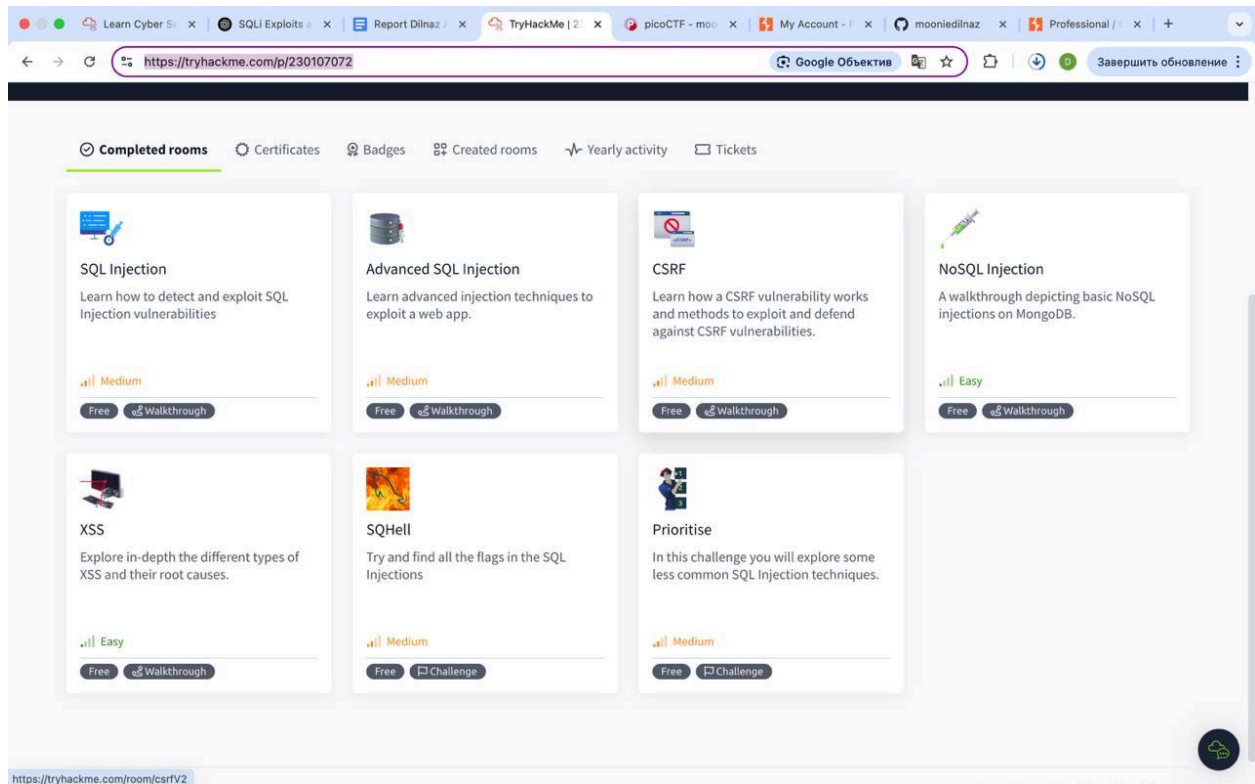 Learn Cyber Se
SQLi Exploits a
Report Dilnaz
TryHackMe | 2
picoCTF - moo
My Account -
mooniedilnaz
Professional /
https://tryhackme.com/p/230107072
Google Объектив
D
Завершить обновление
Completed rooms
Certificates
Badges
Created rooms
Yearly activity
Tickets
SQL Injection
Learn how to detect and exploit SQL
Injection vulnerabilities
Medium
Free Walkthrough
Advanced SQL Injection
Learn advanced injection techniques to
exploit a web app.
Medium
Free Walkthrough
CSRF
Learn how a CSRF vulnerability works
and methods to exploit and defend
against CSRF vulnerabilities.
Medium
Free Walkthrough
NoSQL Injection
A walkthrough depicting basic NoSQL
injections on MongoDB.
Easy
Free Walkthrough
XSS
Explore in-depth the different types of
XSS and their root causes.
Easy
Free Walkthrough
SQHell
Try and find all the flags in the SQL
Injections
Medium
Free Challenge
Prioritise
In this challenge you will explore some
less common SQL Injection techniques.
Medium
Free Challenge
https://tryhackme.com/room/csrfV2